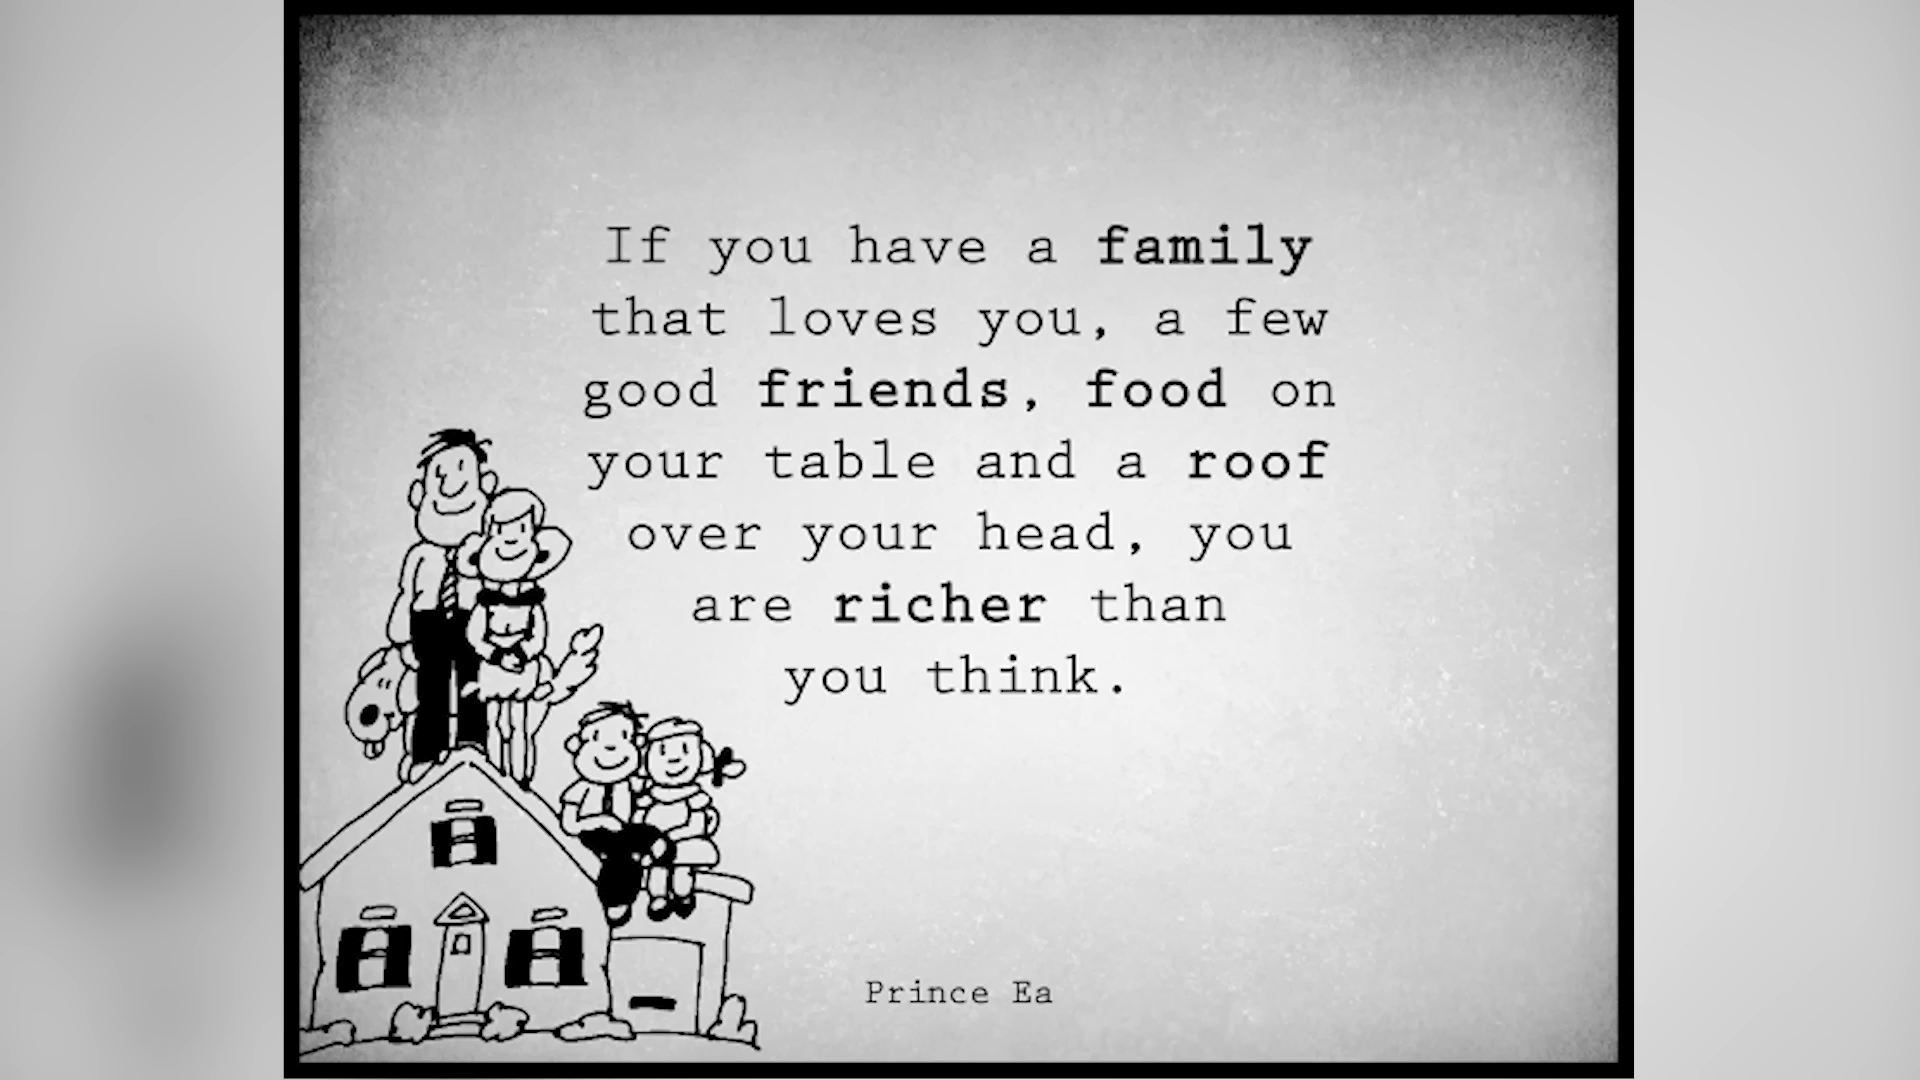 If you have a family
that loves you, a few
good friends, food on
your table and a roof
over your head, you
are richer than
you think.
Prince Ea